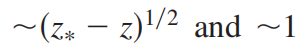 ~(z* − z)^{1/2} and ~1